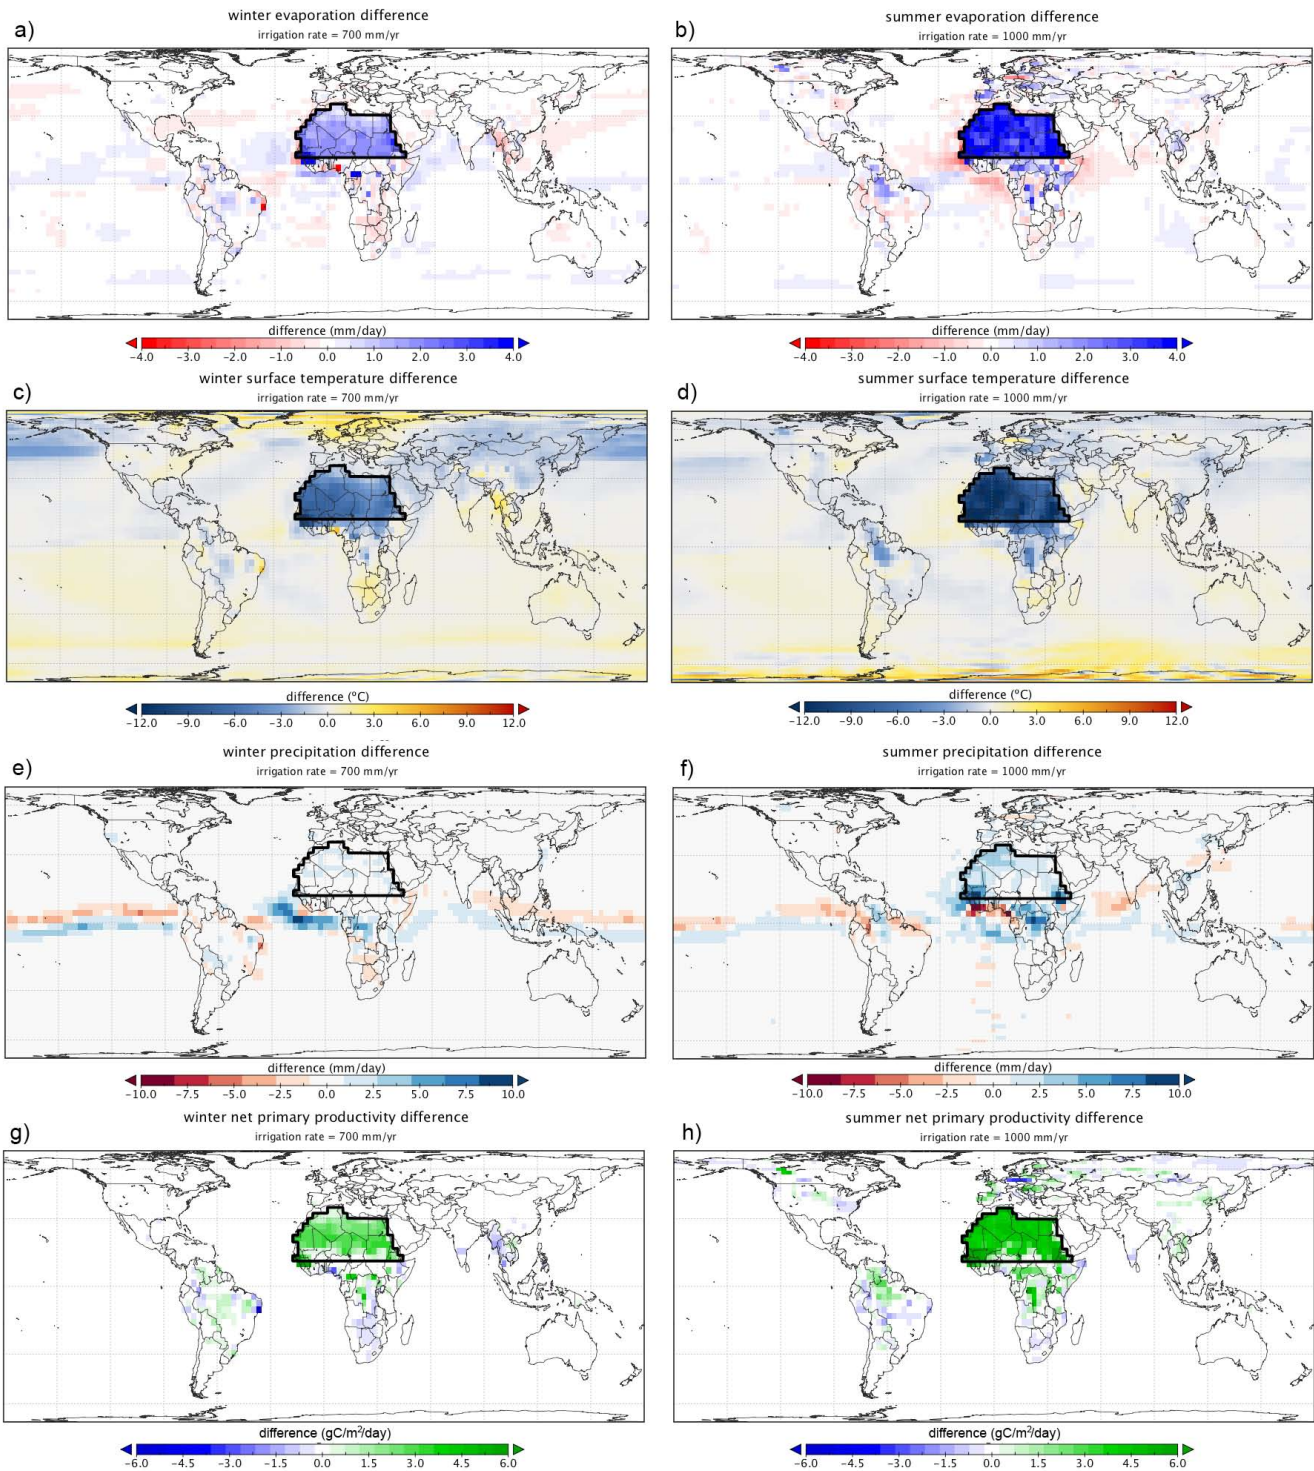 a)
winter evaporation difference
irrigation rate = 700 mm/yr
difference (mm/day)
−4.0 −3.0 −2.0 −1.0 0.0 1.0 2.0 3.0 4.0
b)
summer evaporation difference
irrigation rate = 1000 mm/yr
difference (mm/day)
−4.0 −3.0 −2.0 −1.0 0.0 1.0 2.0 3.0 4.0
c)
winter surface temperature difference
irrigation rate = 700 mm/yr
difference (ºC)
−12.0 −9.0 −6.0 −3.0 0.0 3.0 6.0 9.0 12.0
d)
summer surface temperature difference
irrigation rate = 1000 mm/yr
difference (ºC)
−12.0 −9.0 −6.0 −3.0 0.0 3.0 6.0 9.0 12.0
e)
winter precipitation difference
irrigation rate = 700 mm/yr
difference (mm/day)
−10.0 −7.5 −5.0 −2.5 0.0 2.5 5.0 7.5 10.0
f)
summer precipitation difference
irrigation rate = 1000 mm/yr
difference (mm/day)
−10.0 −7.5 −5.0 −2.5 0.0 2.5 5.0 7.5 10.0
g)
winter net primary productivity difference
irrigation rate = 700 mm/yr
difference (gC/m²/day)
−6.0 −4.5 −3.0 −1.5 0.0 1.5 3.0 4.5 6.0
h)
summer net primary productivity difference
irrigation rate = 1000 mm/yr
difference (gC/m²/day)
−6.0 −4.5 −3.0 −1.5 0.0 1.5 3.0 4.5 6.0